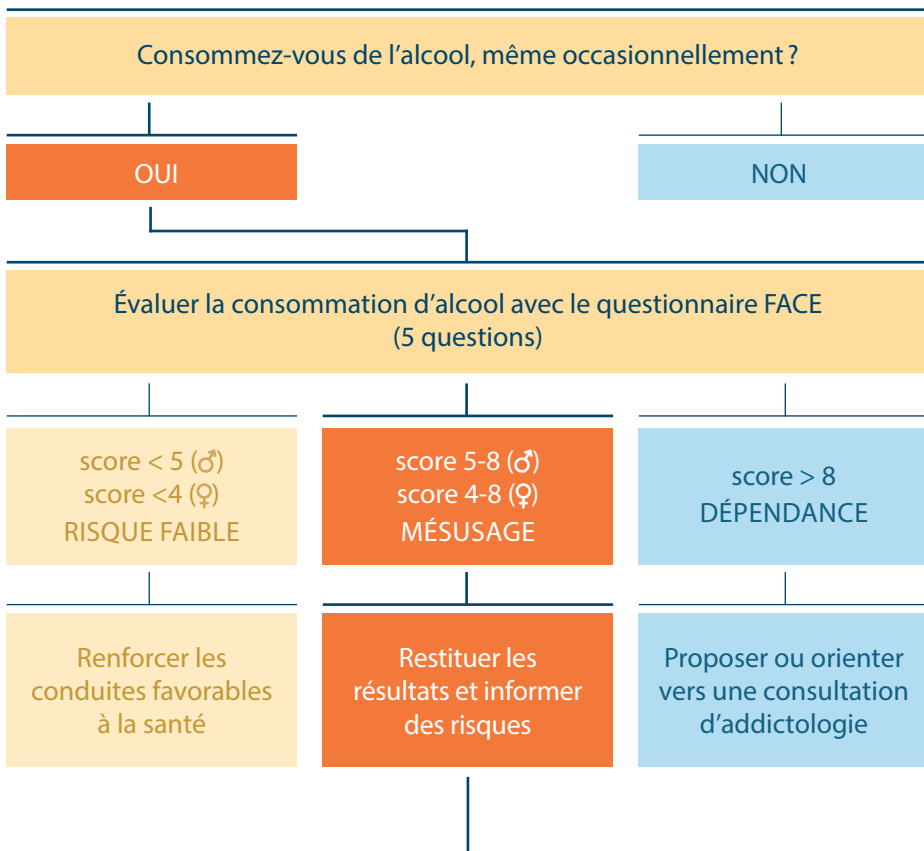 Consommez-vous de l’alcool, même occasionnellement ?
OUI
NON
Évaluer la consommation d’alcool avec le questionnaire FACE
(5 questions)
score < 5 (♂)
score <4 (♀)
RISQUE FAIBLE
score 5-8 (♂)
score 4-8 (♀)
MÉSUSAGE
score > 8
DÉPENDANCE
Renforcer les
conduites favorables
à la santé
Restituer les
résultats et informer
des risques
Proposer ou orienter
vers une consultation
d’addictologie